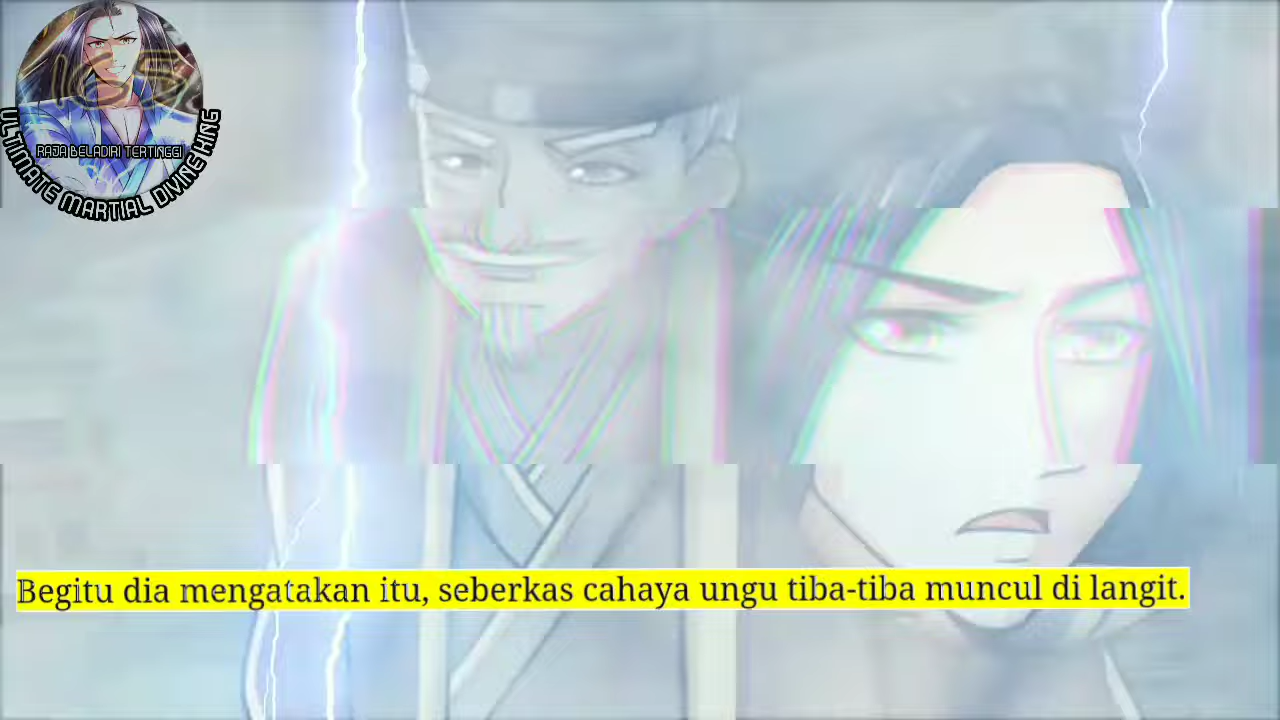 RAJA BELADIRI TERTINGGI
ULTIMATE MARTIAL DIVINE KING
Begitu dia mengatakan itu, seberkas cahaya ungu tiba-tiba muncul di langit.